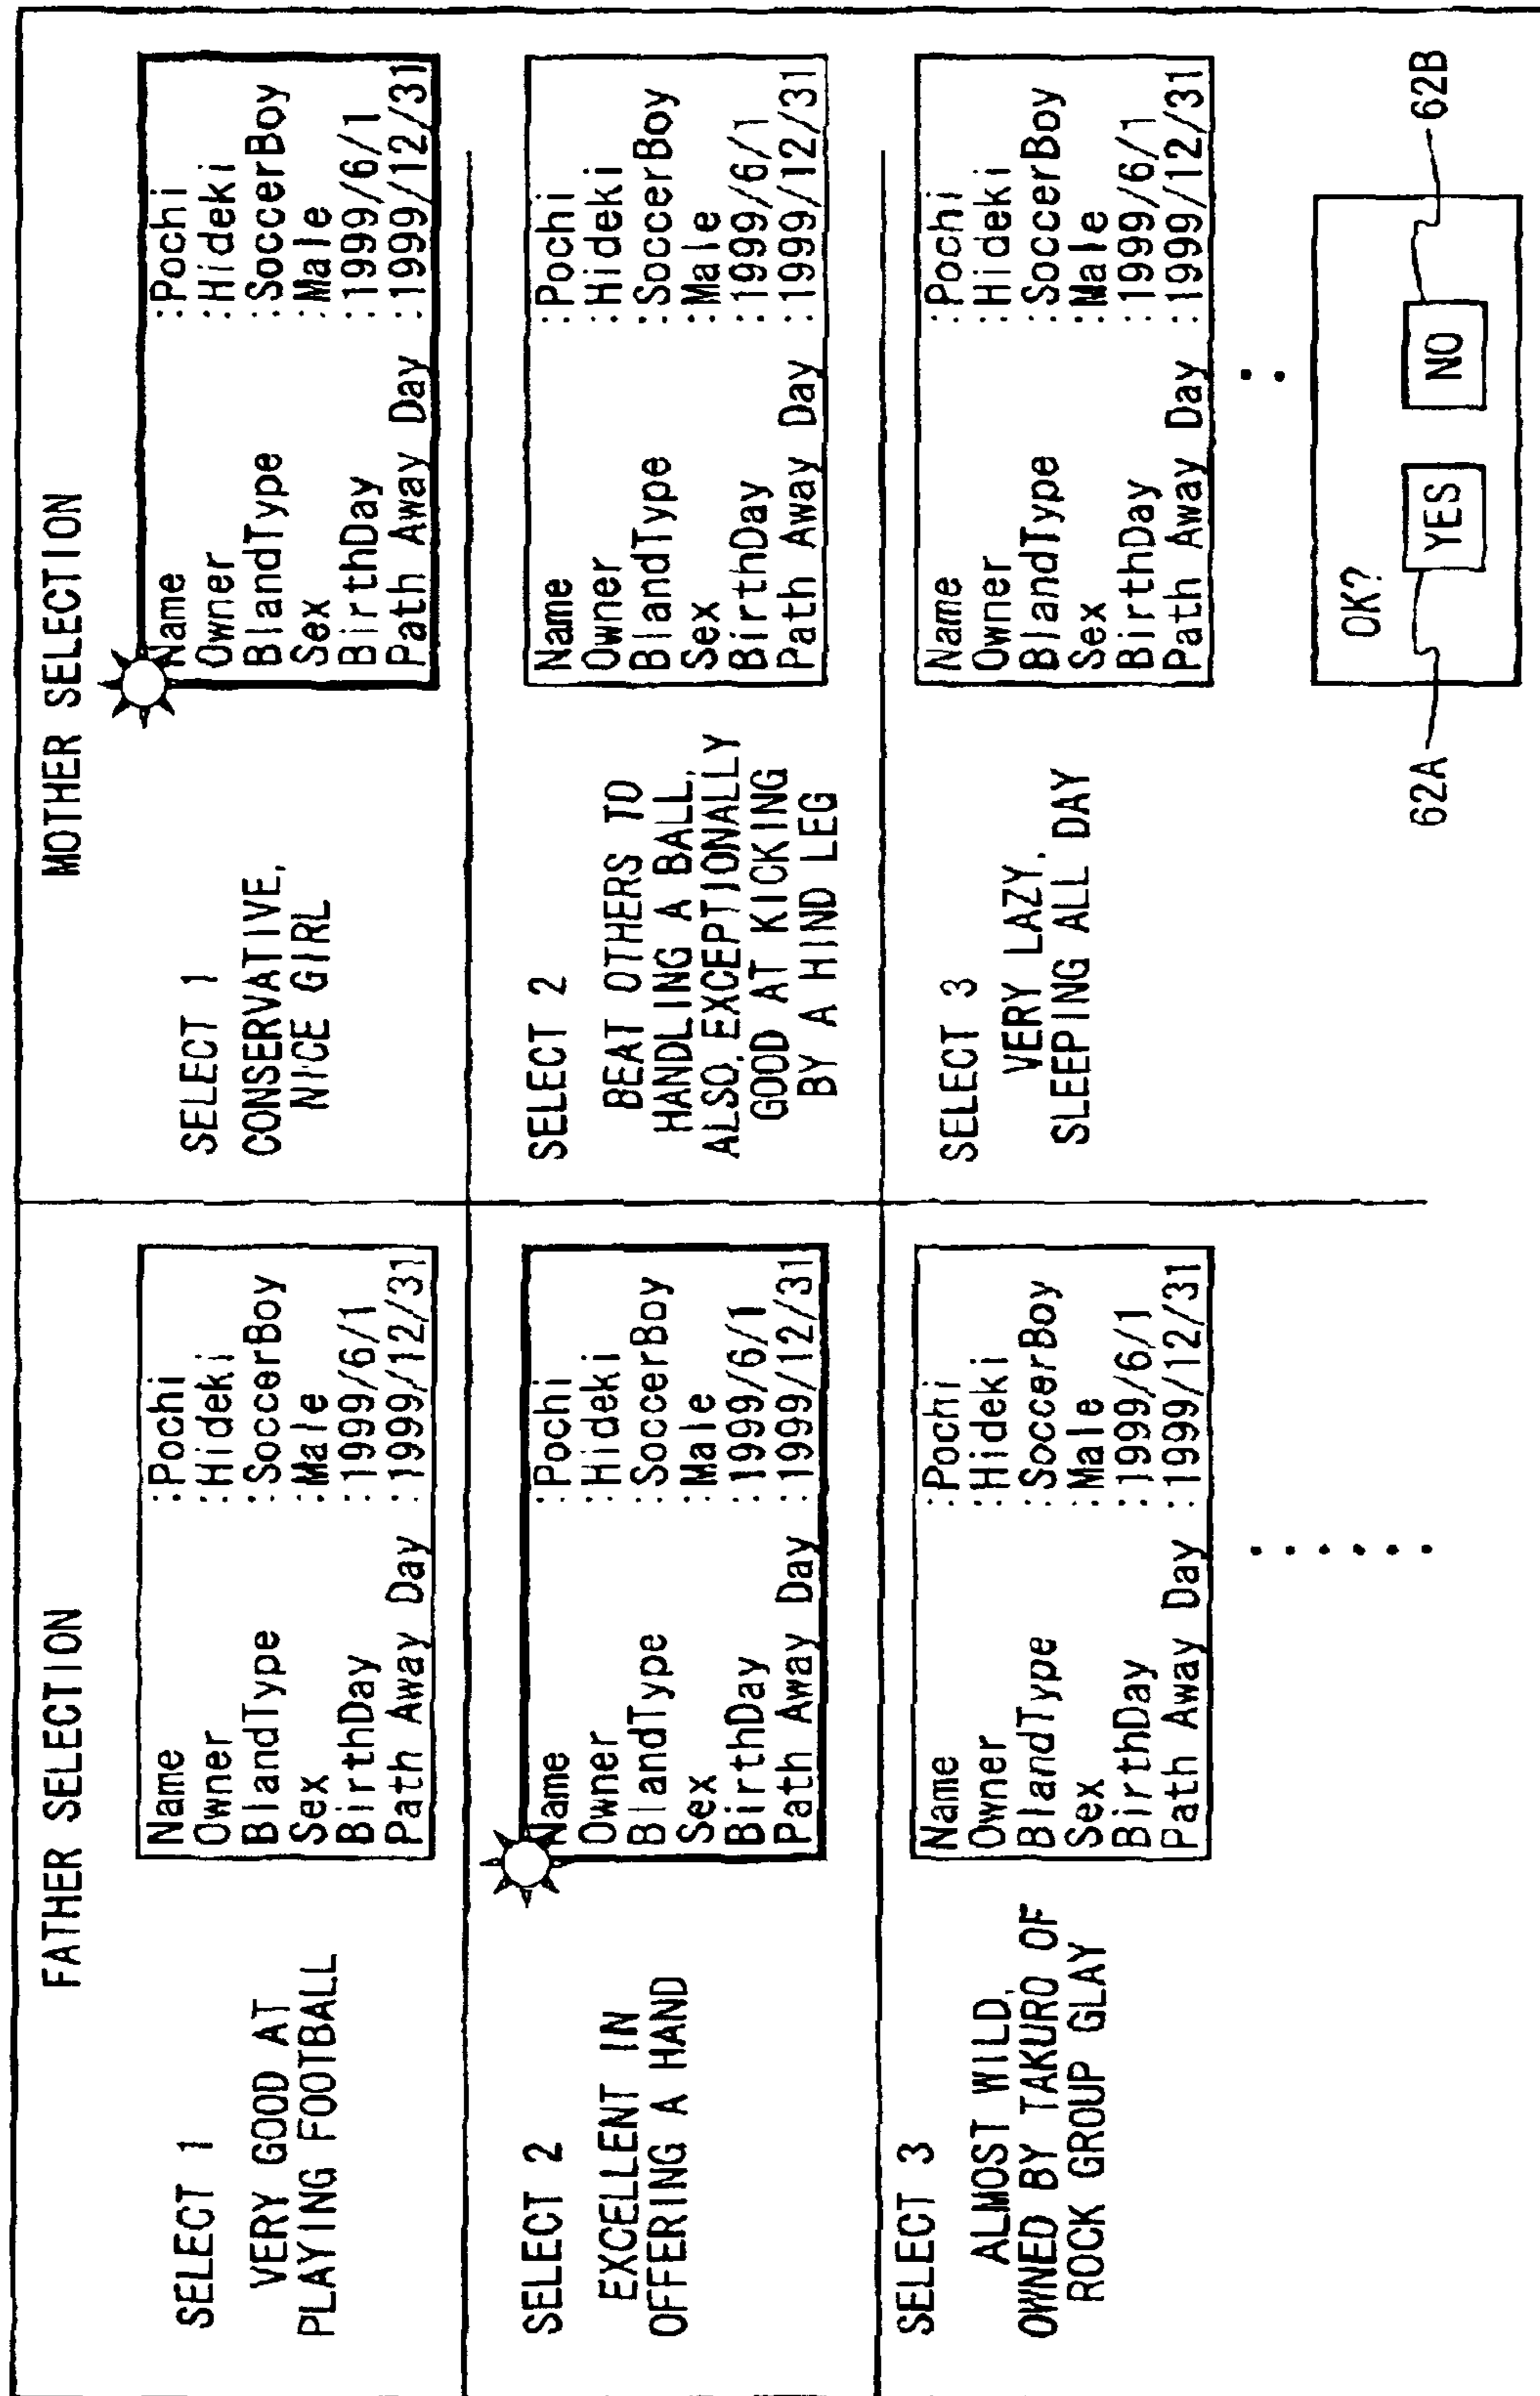 FATHER SELECTION
SELECT 1
VERY GOOD AT
PLAYING FOOTBALL
Name :Pochi
Owner :Hideki
BlandType :SoccerBoy
Sex :Male
BirthDay :1999/6/1
Path Away Day :1999/12/31
SELECT 2
EXCELLENT IN
OFFERING A HAND
Name :Pochi
Owner :Hideki
BlandType :SoccerBoy
Sex :Male
BirthDay :1999/6/1
Path Away Day :1999/12/31
SELECT 3
ALMOST WILD,
OWNED BY TAKURO OF
ROCK GROUP GLAY
Name :Pochi
Owner :Hideki
BlandType :SoccerBoy
Sex :Male
BirthDay :1999/6/1
Path Away Day :1999/12/31
MOTHER SELECTION
SELECT 1
CONSERVATIVE,
NICE GIRL
Name :Pochi
Owner :Hideki
BlandType :SoccerBoy
Sex :Male
BirthDay :1999/6/1
Path Away Day :1999/12/31
SELECT 2
BEAT OTHERS TO
HANDLING A BALL,
ALSO, EXCEPTIONALLY
GOOD AT KICKING
BY A HIND LEG
Name :Pochi
Owner :Hideki
BlandType :SoccerBoy
Sex :Male
BirthDay :1999/6/1
Path Away Day :1999/12/31
SELECT 3
VERY LAZY,
SLEEPING ALL DAY
Name :Pochi
Owner :Hideki
BlandType :SoccerBoy
Sex :Male
BirthDay :1999/6/1
Path Away Day :1999/12/31
OK?
YES NO
62A 62B